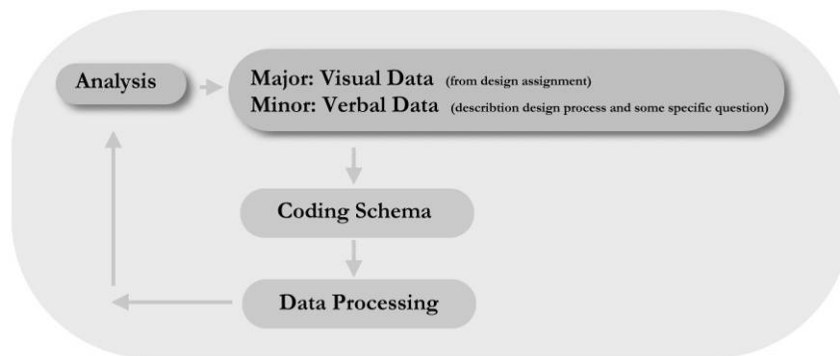 Analysis
Major: Visual Data (from design assignment)
Minor: Verbal Data (describtion design process and some specific question)
Coding Schema
Data Processing